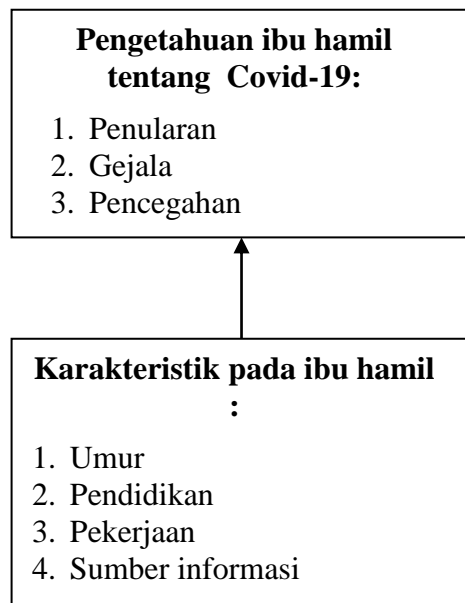 Pengetahuan ibu hamil
tentang Covid-19:
1. Penularan
2. Gejala
3. Pencegahan
Karakteristik pada ibu hamil
:
1. Umur
2. Pendidikan
3. Pekerjaan
4. Sumber informasi